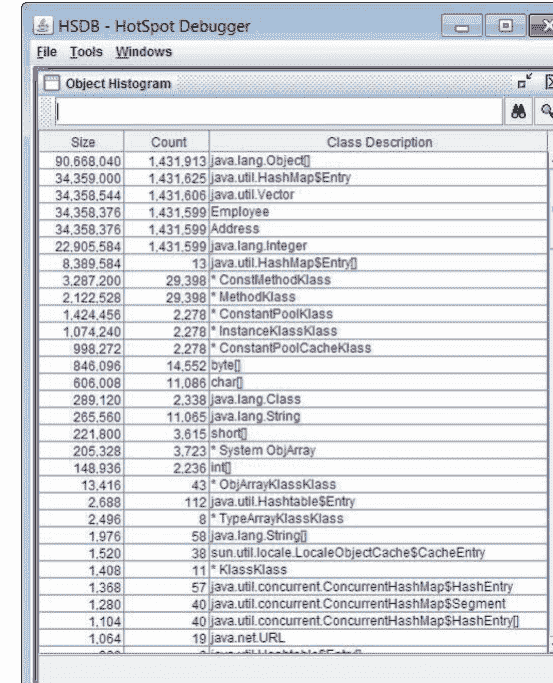 HSDB - HotSpot Debugger
File Tools Windows
Object Histogram
Size Count Class Description
90,668,040 1,431,913 java.lang.Object[]
34,359,000 1,431,625 java.util.HashMap$Entry
34,358,544 1,431,606 java.util.Vector
34,358,376 1,431,599 Employee
34,358,376 1,431,599 Address
22,905,584 1,431,599 java.lang.Integer
8,389,584 13 java.util.HashMap$Entry[]
3,287,200 29,398 * ConstMethodKlass
2,122,528 29,398 * MethodKlass
1,424,456 2,278 * ConstantPoolKlass
1,074,240 2,278 * InstanceKlassKlass
998,272 2,278 * ConstantPoolCacheKlass
846,096 14,552 byte[]
606,008 11,086 char[]
289,120 2,338 java.lang.Class
265,560 11,065 java.lang.String
221,800 3,615 short[]
205,328 3,723 * System ObjArray
148,936 2,236 int[]
13,416 43 * ObjArrayKlassKlass
2,688 112 java.util.Hashtable$Entry
2,496 8 * TypeArrayKlassKlass
1,976 58 java.lang.String[]
1,520 38 sun.util.locale.LocaleObjectCache$CacheEntry
1,408 11 * KlassKlass
1,368 57 java.util.concurrent.ConcurrentHashMap$HashEntry
1,280 40 java.util.concurrent.ConcurrentHashMap$Segment
1,104 40 java.util.concurrent.ConcurrentHashMap$HashEntry[]
1,064 19 java.net.URL